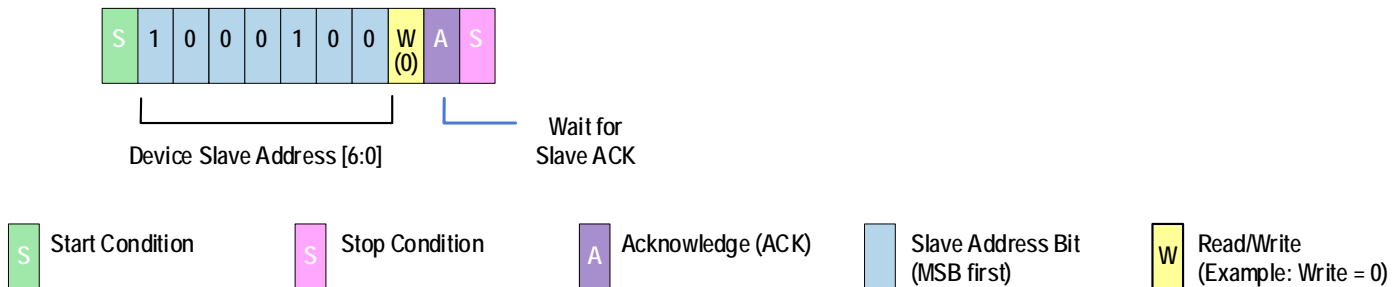 S 1 0 0 0 1 0 0 W A S
(0)
Wait for
Device Slave Address [6:0] Slave ACK
S Start Condition S Stop Condition A Acknowledge (ACK) Slave Address Bit W Read/Write
(MSB first) (Example: Write = 0)